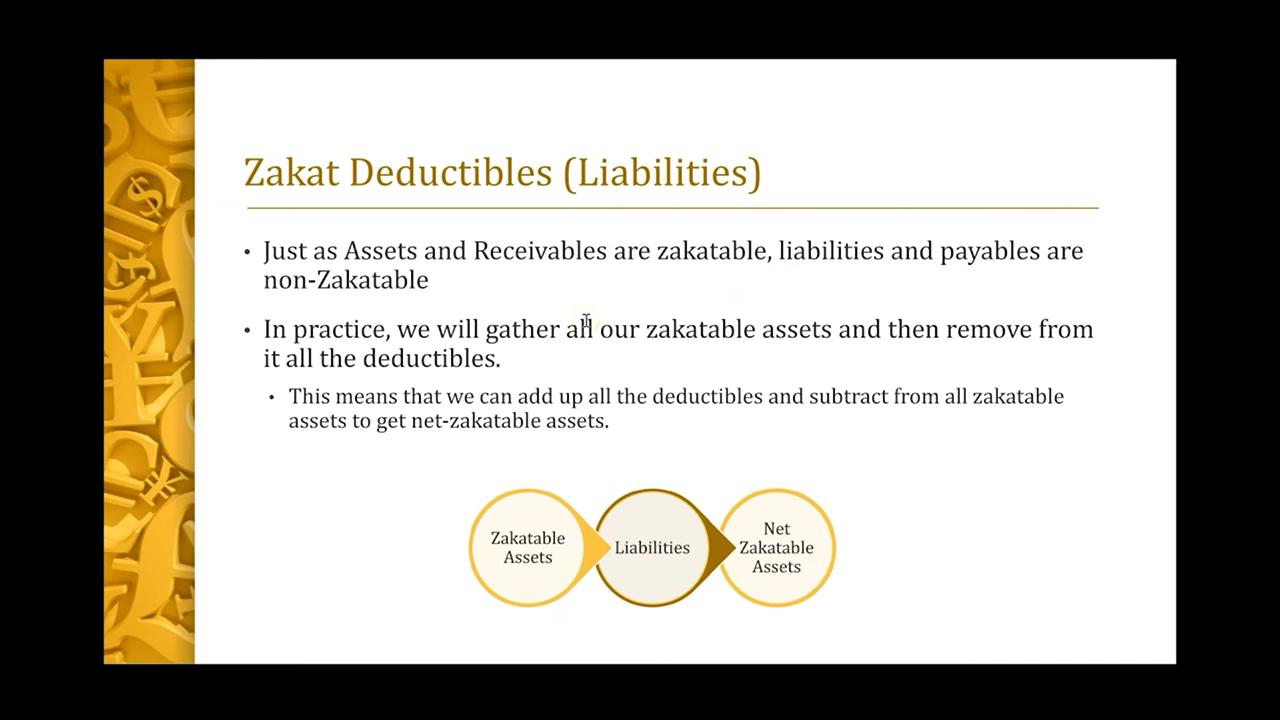 Zakat Deductibles (Liabilities)
• Just as Assets and Receivables are zakatable, liabilities and payables are
non-Zakatable
• In practice, we will gather all our zakatable assets and then remove from
it all the deductibles.
• This means that we can add up all the deductibles and subtract from all zakatable
assets to get net-zakatable assets.
Zakatable
Assets
Liabilities
Net
Zakatable
Assets